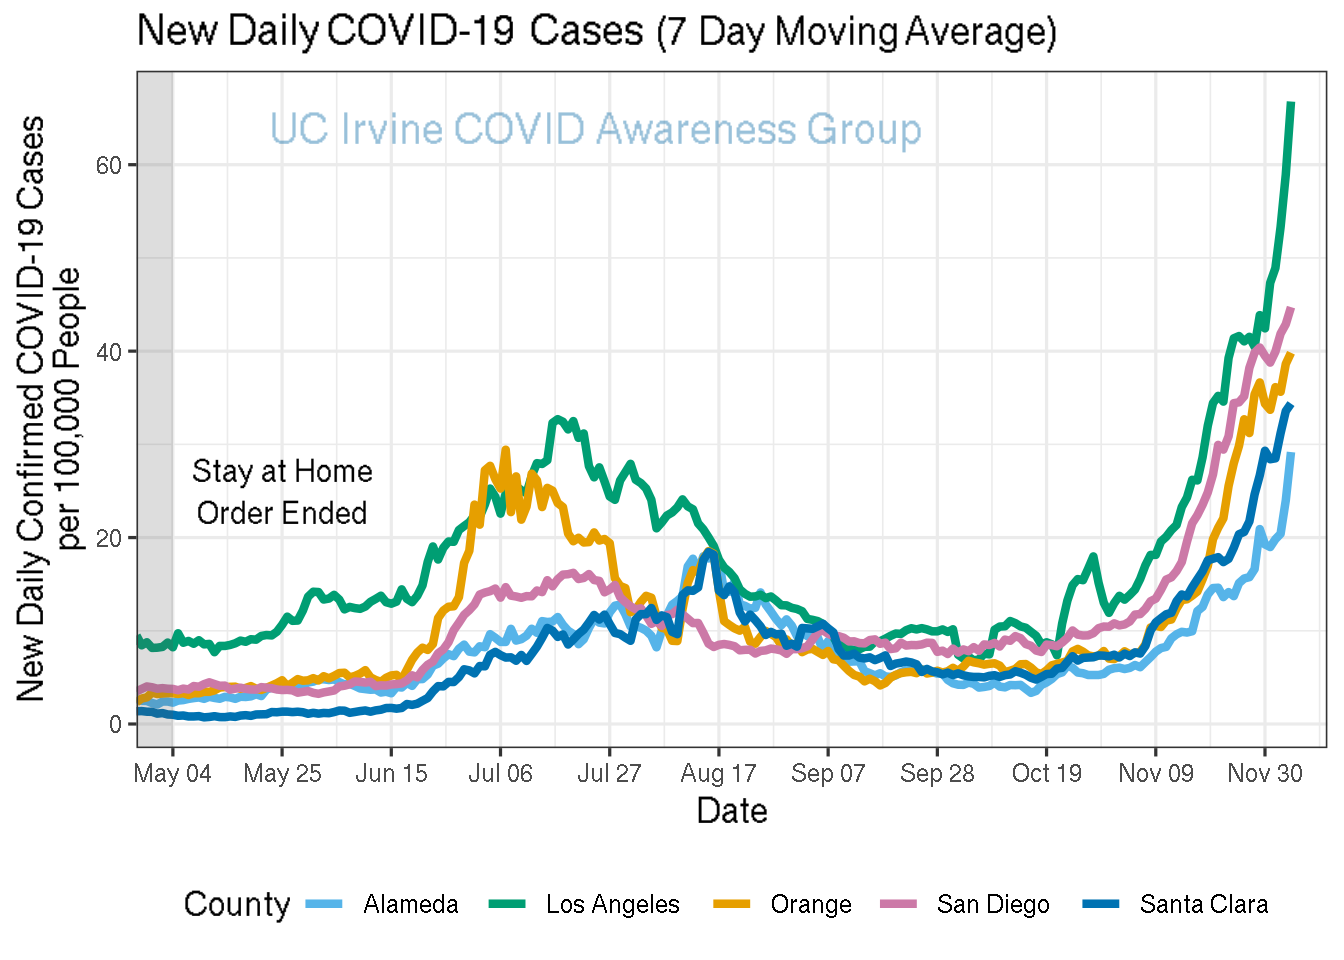 New Daily COVID-19 Cases (7 Day Moving Average)
UC Irvine COVID Awareness Group
New Daily Confirmed COVID-19 Cases
per 100,000 People
60
40
20
0
Stay at Home
Order Ended
May 04 May 25 Jun 15 Jul 06 Jul 27 Aug 17 Sep 07 Sep 28 Oct 19 Nov 09 Nov 30
Date
County Alameda Los Angeles Orange San Diego Santa Clara